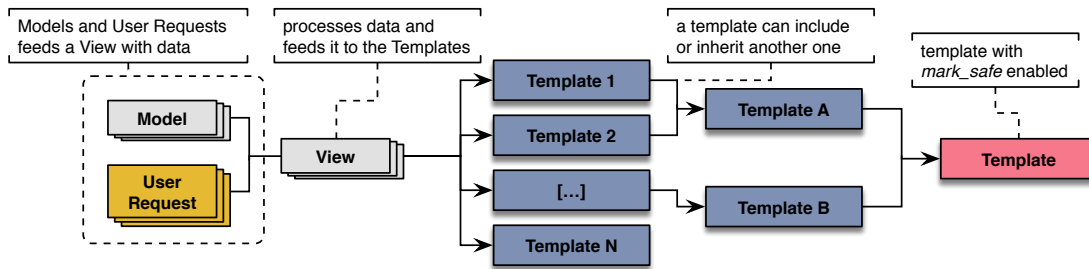 Models and User Requests
feeds a View with data
processes data and
feeds it to the Templates
a template can include
or inherit another one
template with
mark_safe enabled
Model
User
Request
View
Template 1
Template 2
[...]
Template N
Template A
Template B
Template